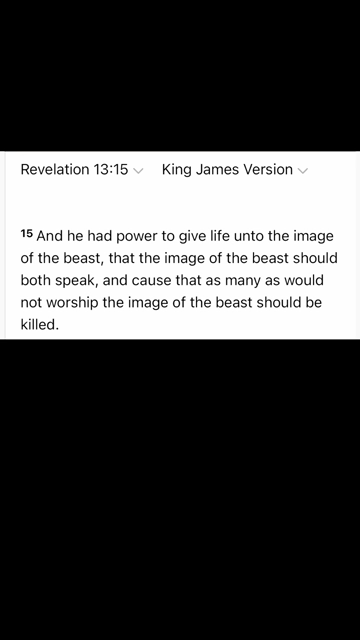 Revelation 13:15 King James Version
15 And he had power to give life unto the image
of the beast, that the image of the beast should
both speak, and cause that as many as would
not worship the image of the beast should be
killed.